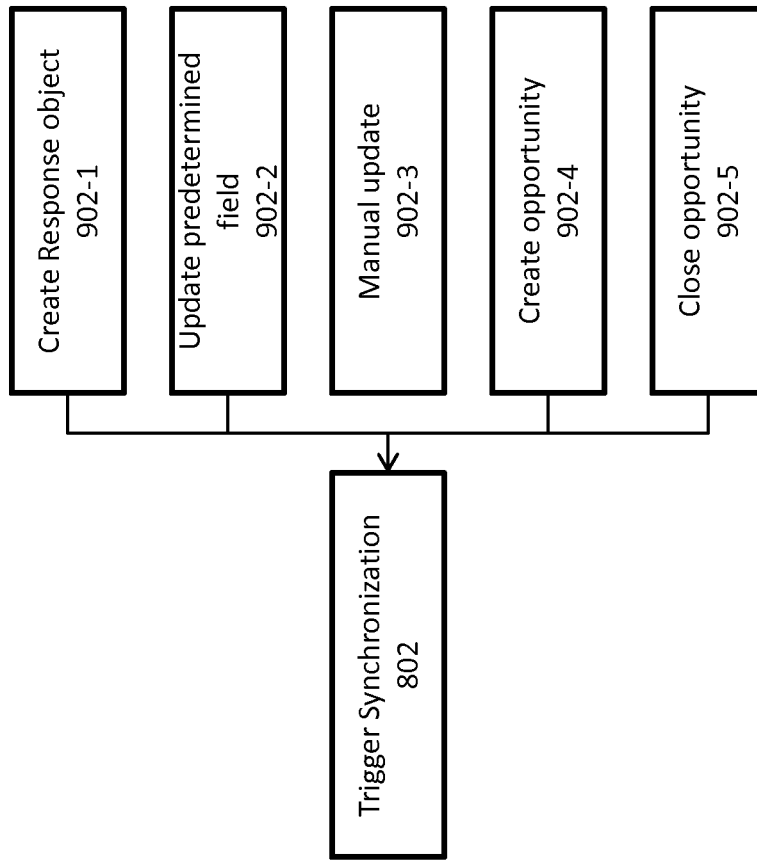 Create Response object
902-1
Update predetermined
field
902-2
Manual update
902-3
Create opportunity
902-4
Close opportunity
902-5
Trigger Synchronization
802